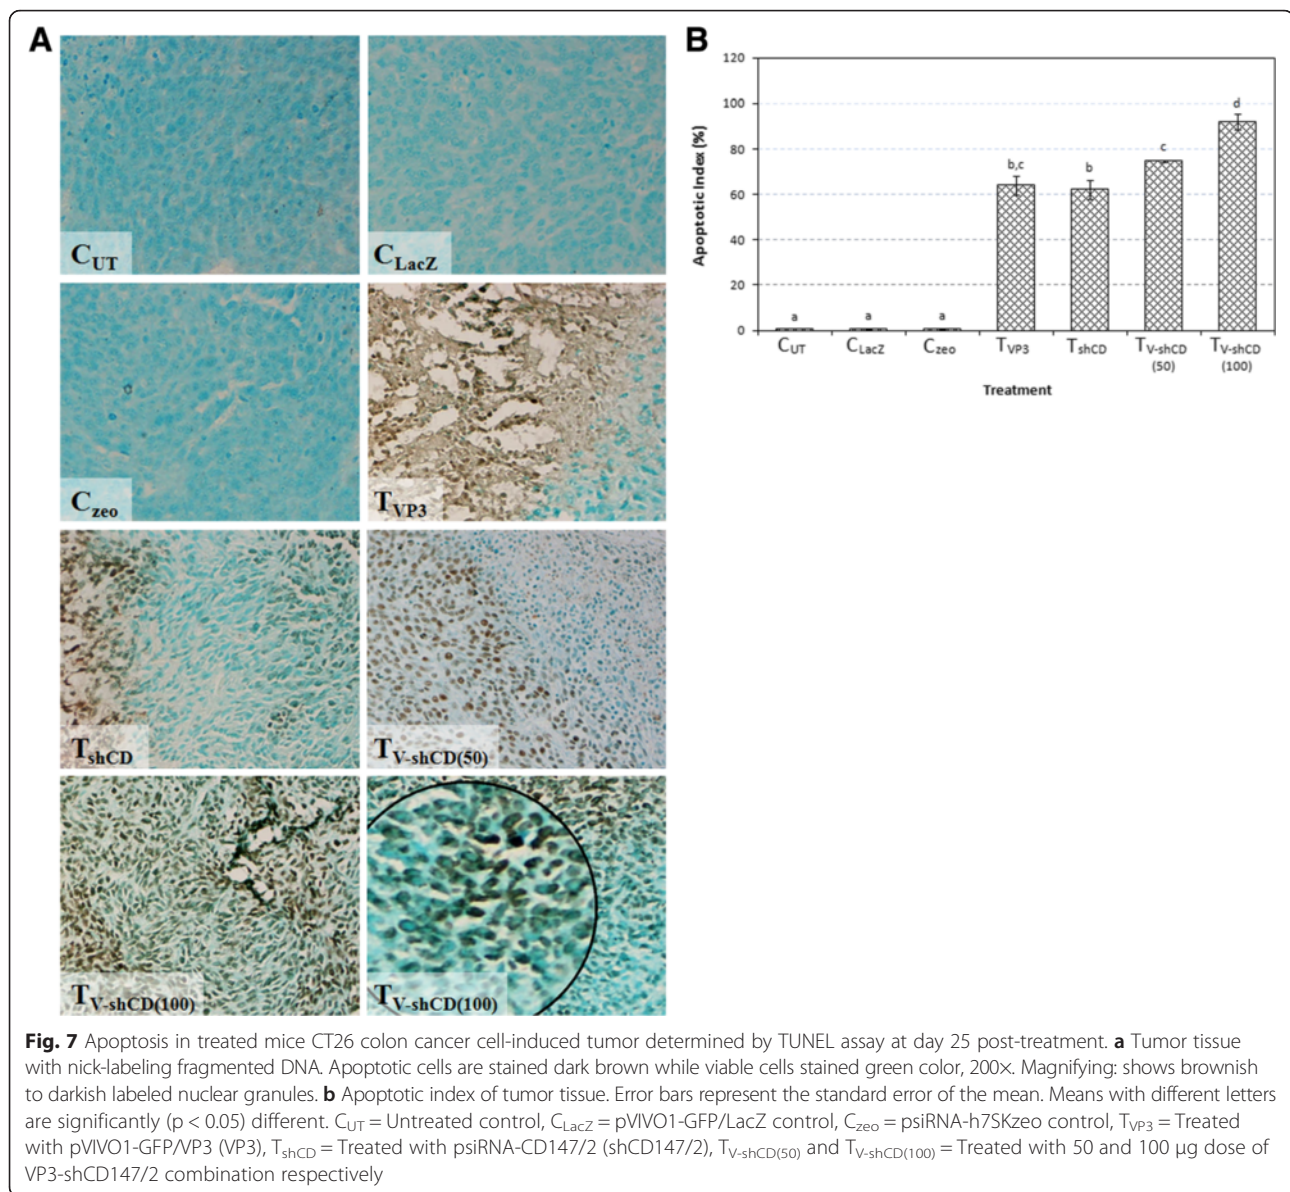 A
C_UT
C_LacZ
C_zeo
T_VP3
T_shCD
T_V-shCD(50)
T_V-shCD(100)
T_V-shCD(100)
B
120
100
80
60
40
20
0
Apoptotic Index (%)
a
a
a
b,c
b
c
d
C_UT C_LacZ C_zeo T_VP3 T_shCD T_V-shCD (50) T_V-shCD (100)
Treatment
Fig. 7 Apoptosis in treated mice CT26 colon cancer cell-induced tumor determined by TUNEL assay at day 25 post-treatment. a Tumor tissue
with nick-labeling fragmented DNA. Apoptotic cells are stained dark brown while viable cells stained green color, 200×. Magnifying: shows brownish
to darkish labeled nuclear granules. b Apoptotic index of tumor tissue. Error bars represent the standard error of the mean. Means with different letters
are significantly (p < 0.05) different. C_UT = Untreated control, C_LacZ = pVIVO1-GFP/LacZ control, C_zeo = psiRNA-h7SKzeo control, T_VP3 = Treated
with pVIVO1-GFP/VP3 (VP3), T_shCD = Treated with psiRNA-CD147/2 (shCD147/2), T_V-shCD(50) and T_V-shCD(100) = Treated with 50 and 100 μg dose of
VP3-shCD147/2 combination respectively